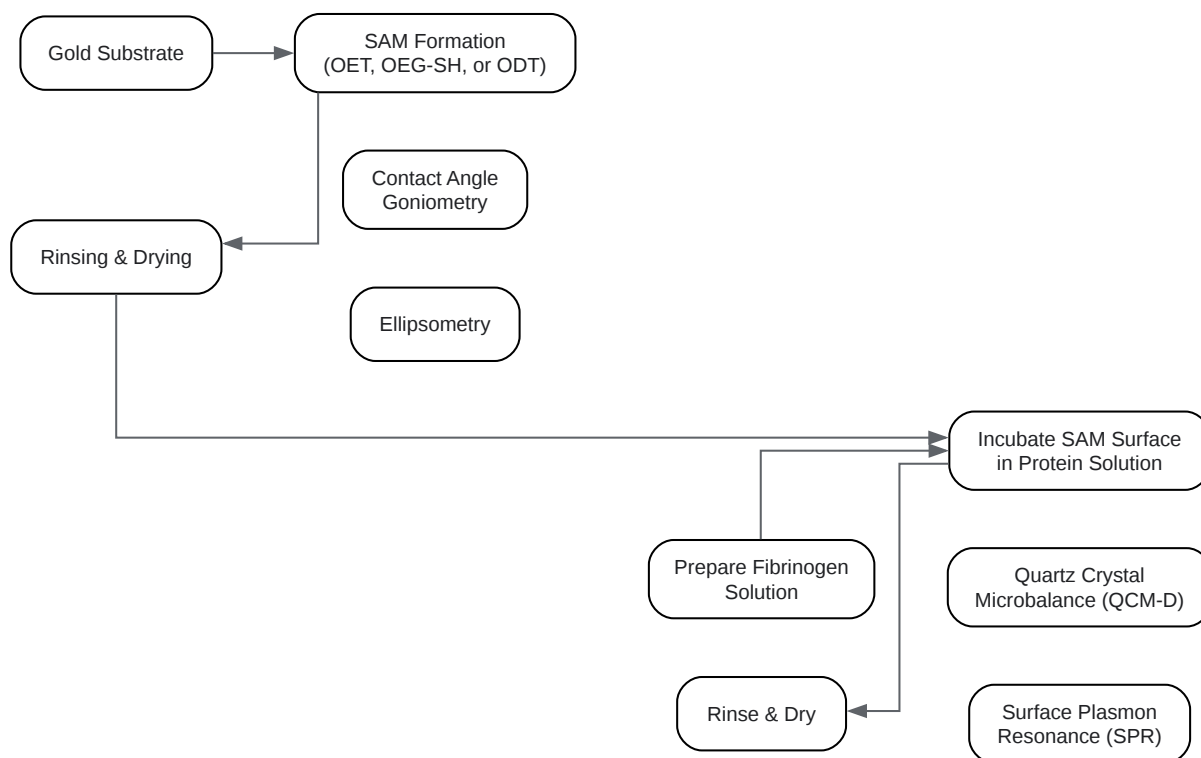 Gold Substrate
SAM Formation
(OET, OEG-SH, or ODT)
Contact Angle
Goniometry
Rinsing & Drying
Ellipsometry
Incubate SAM Surface
in Protein Solution
Prepare Fibrinogen
Solution
Quartz Crystal
Microbalance (QCM-D)
Rinse & Dry
Surface Plasmon
Resonance (SPR)